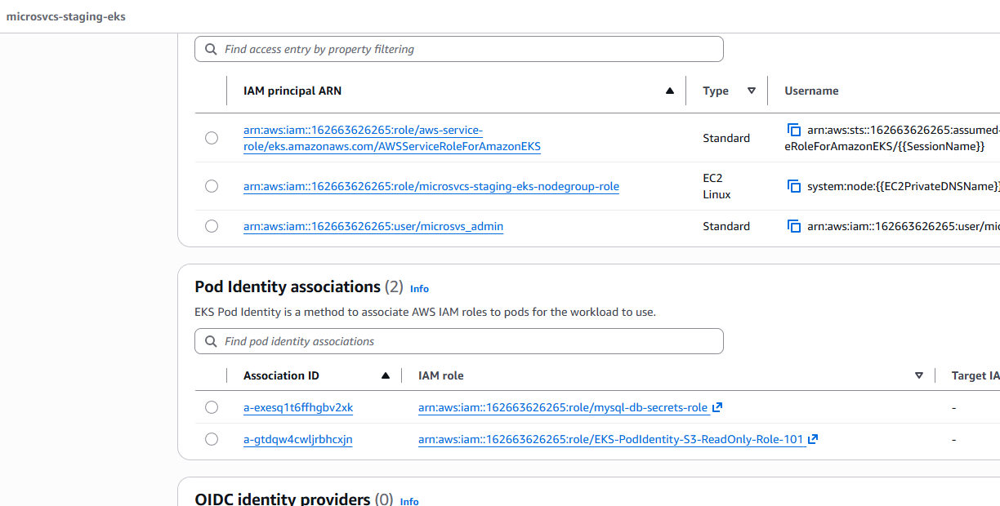 microsvcs-staging-eks
Find access entry by property filtering
IAM principal ARN Type Username
arn:aws:iam::162663626265:role/aws-service-
role/eks.amazonaws.com/AWSServiceRoleForAmazonEKS
Standard
arn:aws:sts::162663626265:assumed-
eRoleForAmazonEKS/{{SessionName}}
arn:aws:iam::162663626265:role/microsvcs-staging-eks-nodegroup-role
EC2
Linux
system:node:{{EC2PrivateDNSName}}
arn:aws:iam::162663626265:user/microsvs_admin Standard arn:aws:iam::162663626265:user/mic
Pod Identity associations (2) Info
EKS Pod Identity is a method to associate AWS IAM roles to pods for the workload to use.
Find pod identity associations
Association ID IAM role Target IA
a-exesq1t6ffhgbv2xk arn:aws:iam::162663626265:role/mysql-db-secrets-role -
a-gtdqw4cwljrbhcxjn arn:aws:iam::162663626265:role/EKS-PodIdentity-S3-ReadOnly-Role-101 -
OIDC identity providers (0) Info